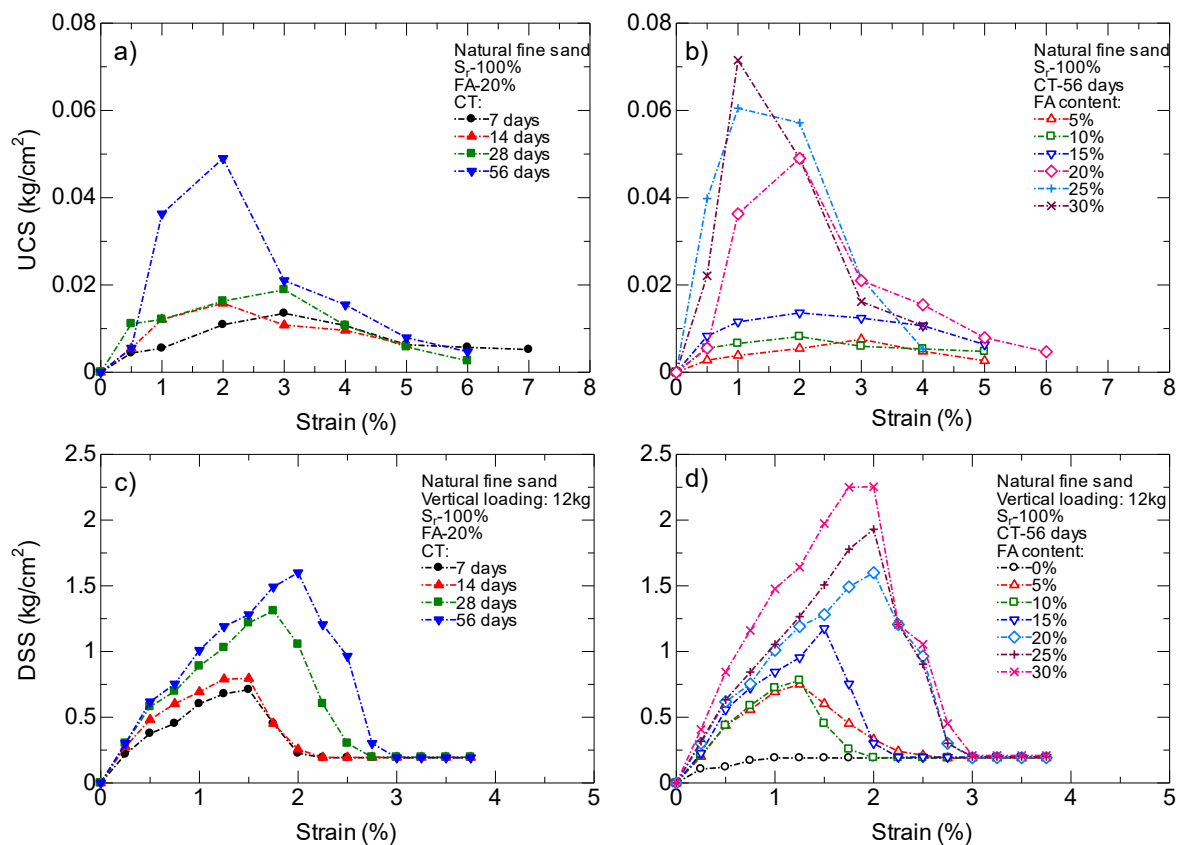 a)
Natural fine sand
Sᵣ-100%
FA-20%
CT:
7 days
14 days
28 days
56 days
0.08
0.06
0.04
0.02
0
UCS (kg/cm²)
0 1 2 3 4 5 6 7 8
Strain (%)
b)
Natural fine sand
Sᵣ-100%
CT-56 days
FA content:
5%
10%
15%
20%
25%
30%
0.08
0.06
0.04
0.02
0
0 1 2 3 4 5 6 7 8
Strain (%)
c)
Natural fine sand
Vertical loading: 12kg
Sᵣ-100%
FA-20%
CT:
7 days
14 days
28 days
56 days
2.5
2
1.5
1
0.5
0
DSS (kg/cm²)
0 1 2 3 4 5
Strain (%)
d)
Natural fine sand
Vertical loading: 12kg
Sᵣ-100%
CT-56 days
FA content:
0%
5%
10%
15%
20%
25%
30%
2.5
2
1.5
1
0.5
0
0 1 2 3 4 5
Strain (%)